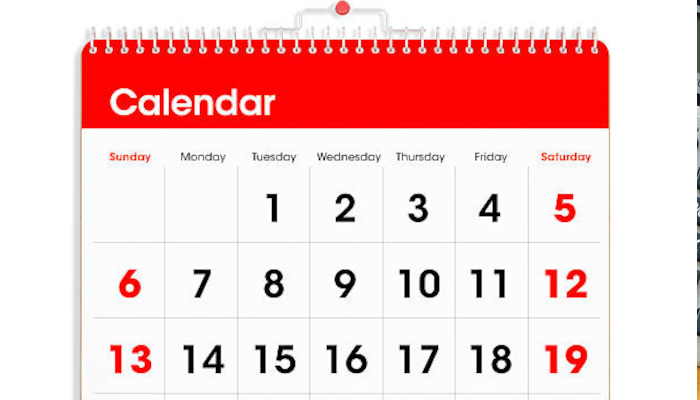 Calendar
Sunday Monday Tuesday Wednesday Thursday Friday Saturday
1 2 3 4 5
6 7 8 9 10 11 12
13 14 15 16 17 18 19